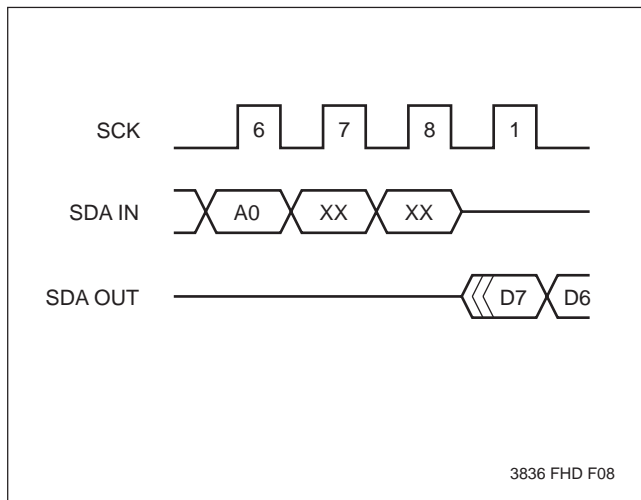 SCK 6 7 8 1
SDA IN A0 XX XX
SDA OUT D7 D6
3836 FHD F08